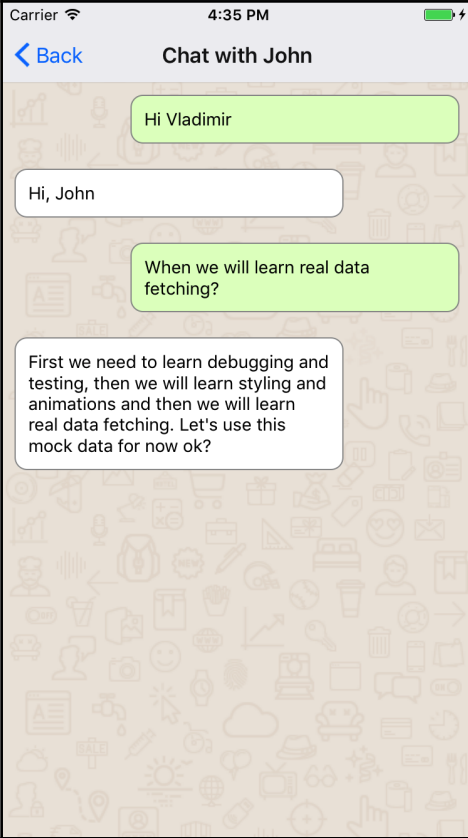 Carrier 4:35 PM
Back Chat with John
Hi Vladimir
Hi, John
When we will learn real data
fetching?
First we need to learn debugging and
testing, then we will learn styling and
animations and then we will learn
real data fetching. Let's use this
mock data for now ok?